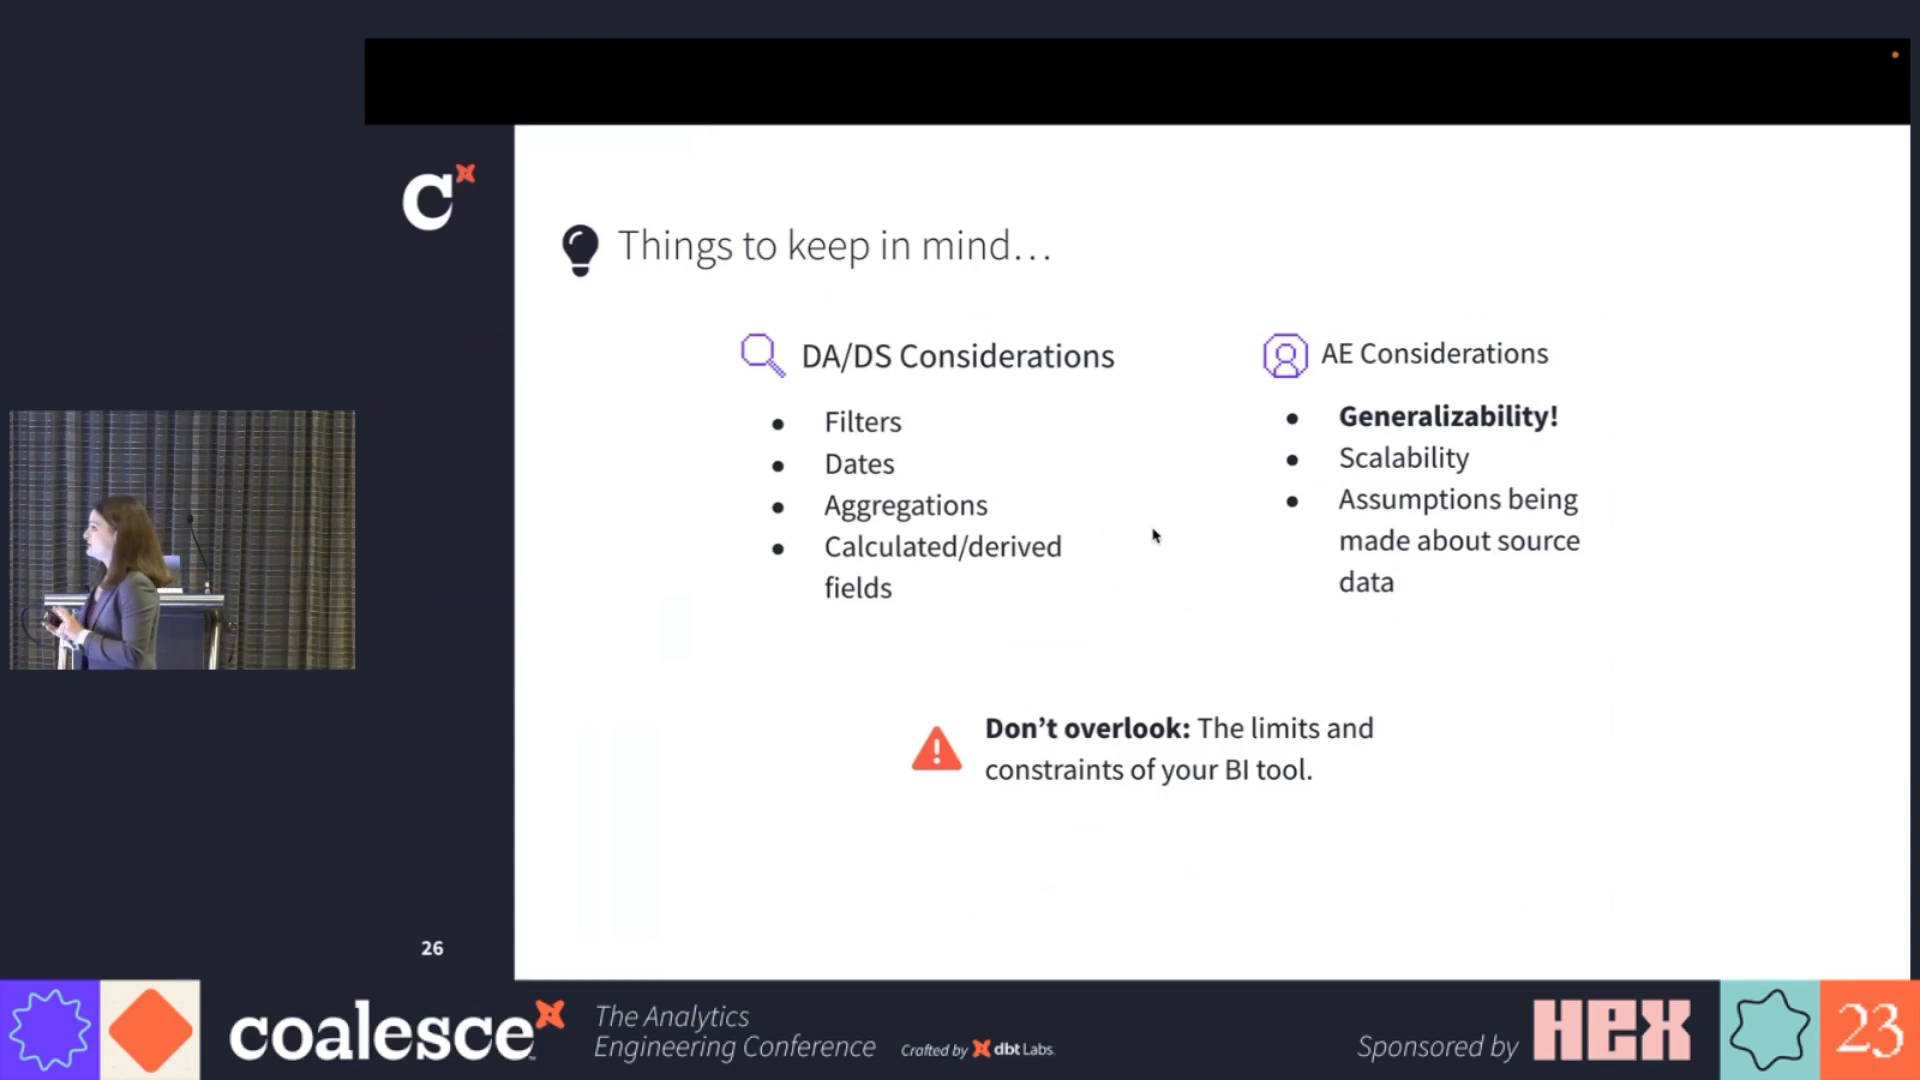 C
Things to keep in mind…
DA/DS Considerations
• Filters
• Dates
• Aggregations
• Calculated/derived
fields
AE Considerations
• Generalizability!
• Scalability
• Assumptions being
made about source
data
Don’t overlook: The limits and
constraints of your BI tool.
26
coalesce
The Analytics
Engineering Conference
Crafted by dbt Labs
Sponsored by HEX
23